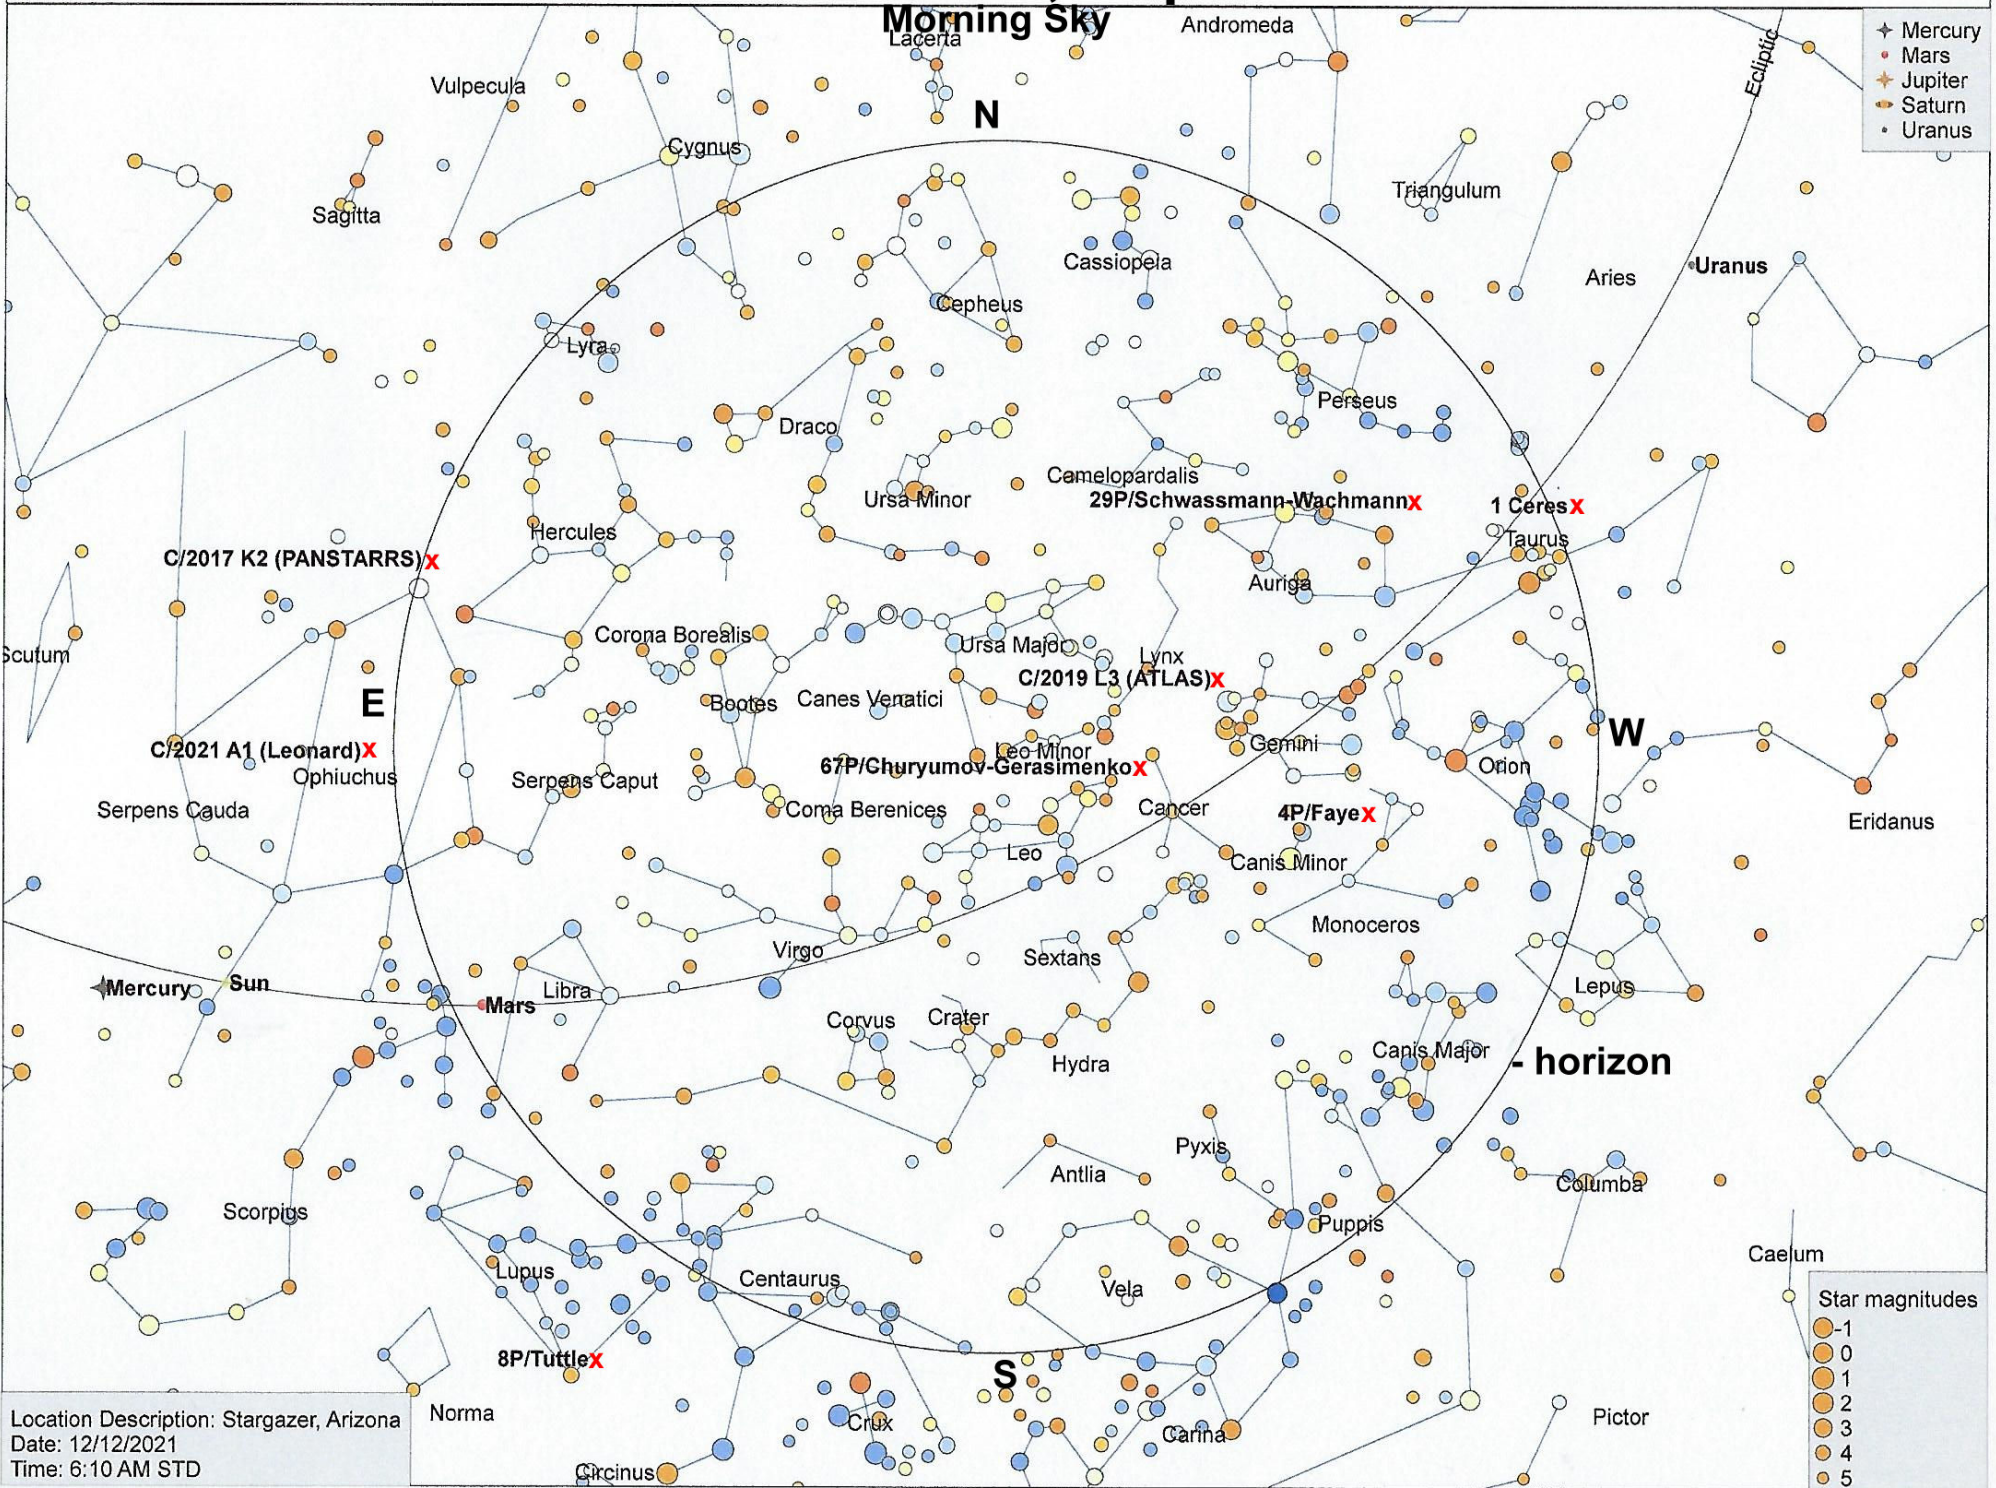 Morning Sky
Lacerta
Andromeda
Mercury
Mars
Jupiter
Saturn
Uranus
Ecliptic
Vulpecula
N
Cygnus
Sagitta
Triangulum
Cassiopeia
Aries
Uranus
Cepheus
Lyra
Draco
Perseus
Camelopardalis
Ursa Minor
29P/Schwassmann-Wachmannx
1 Ceresx
Taurus
Hercules
C/2017 K2 (PANSTARRS)x
Auriga
Corona Borealis
Ursa Major
Scutum
Lynx
C/2019 L3 (ATLAS)x
E
Bootes
Canes Venatici
W
C/2021 A1 (Leonard)x
Leo Minor
Gemini
Ophiuchus
Serpens Caput
67P/Churyumov-Gerasimenkox
Orion
Serpens Cauda
Coma Berenices
Cancer
4P/Fayex
Eridanus
Leo
Canis Minor
Monoceros
Virgo
Sextans
Mercury
Sun
Libra
Mars
Lepus
Corvus
Crater
Hydra
Canis Major
- horizon
Pyxis
Antlia
Columba
Scorpius
Puppis
Caelum
Lupus
Centaurus
Vela
8P/Tuttlex
S
Norma
Crux
Carina
Pictor
Circinus
Star magnitudes
-1
0
1
2
3
4
5
Location Description: Stargazer, Arizona
Date: 12/12/2021
Time: 6:10 AM STD